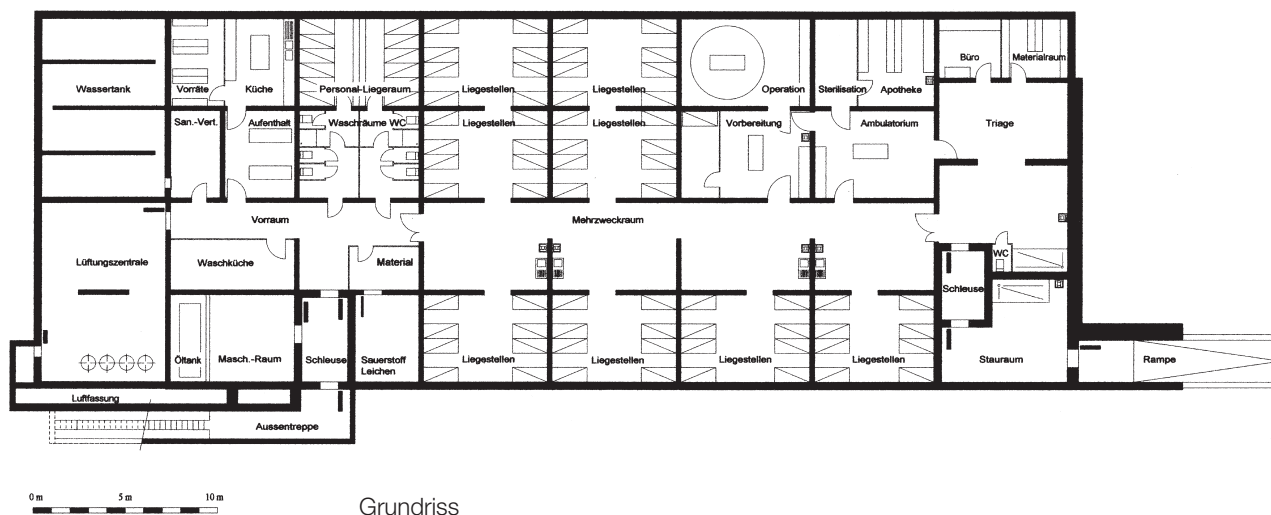 Büro
Materialraum
Wassertank
Vorräte
Küche
Personal-Liegeraum
Liegestellen
Liegestellen
Operation
Sterilisation
Apotheke
San.-Vert.
Aufenthalt
Waschräume WC
Liegestellen
Liegestellen
Vorbereitung
Ambulatorium
Triage
Vorraum
Mehrzweckraum
Lüftungszentrale
Waschküche
Material
WC
Schleuse
Öltank
Masch.-Raum
Schleuse
Sauerstoff
Leichen
Liegestellen
Liegestellen
Liegestellen
Liegestellen
Stauraum
Rampe
Luftfassung
Aussentreppe
0 m
5 m
10 m
Grundriss